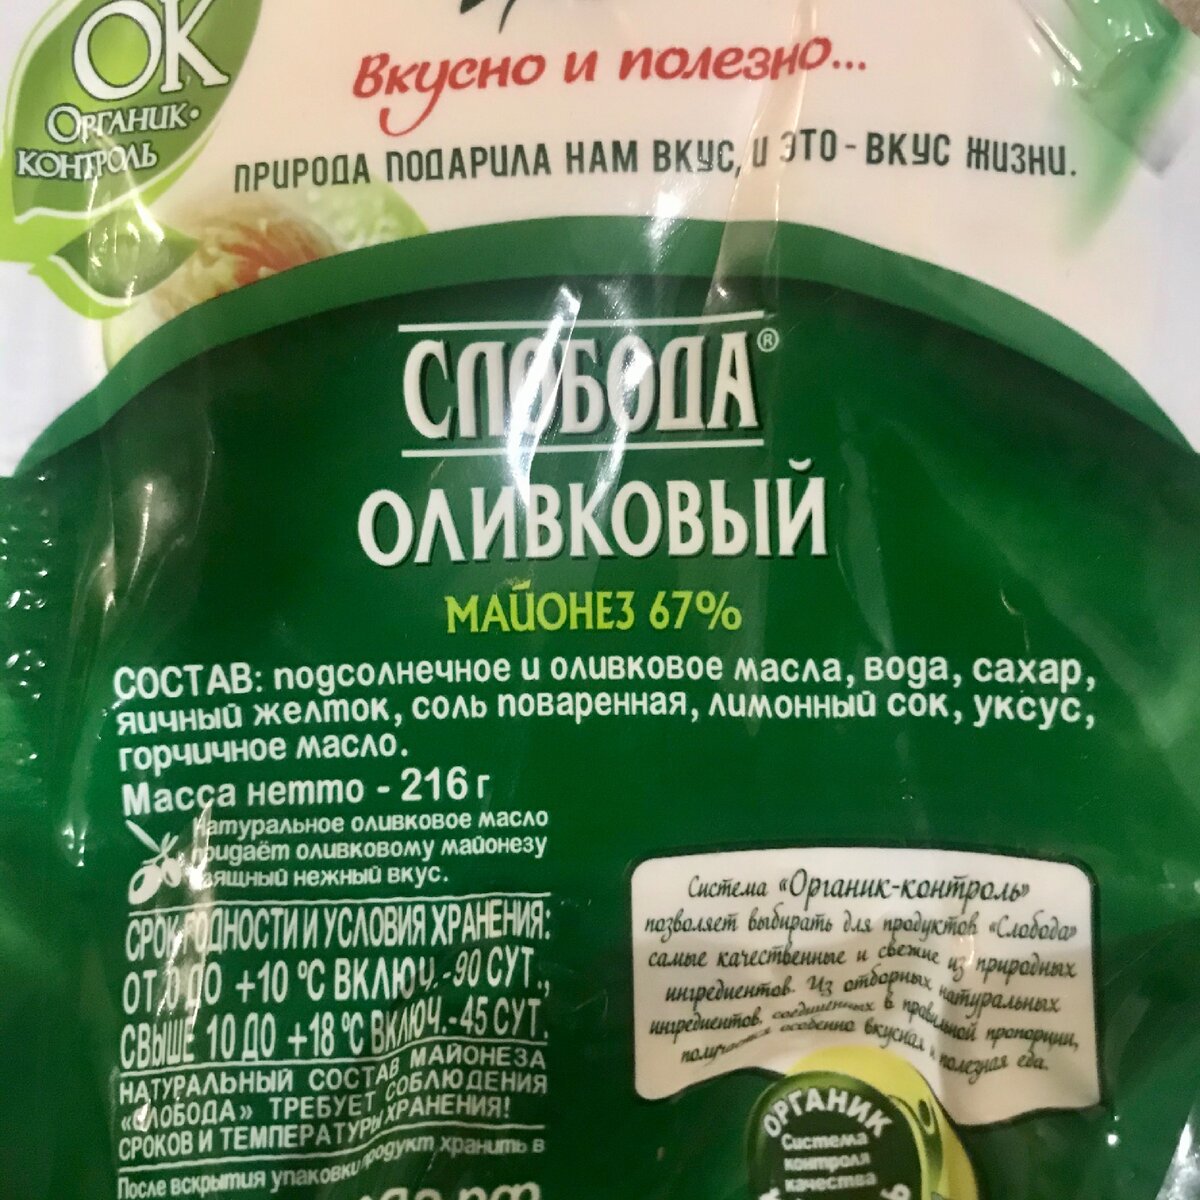 ОК
ОРГАНИК-
КОНТРОЛЬ
Вкусно и полезно...
ПРИРОДА ПОДАРИЛА НАМ ВКУС, И ЭТО - ВКУС ЖИЗНИ.
СЛОБОДА®
ОЛИВКОВЫЙ
МАЙОНЕЗ 67%
СОСТАВ: подсолнечное и оливковое масла, вода, сахар,
яичный желток, соль поваренная, лимонный сок, уксус,
горчичное масло.
Масса нетто - 216 г
Натуральное оливковое масло
придаёт оливковому майонезу
изящный нежный вкус.
СРОК ГОДНОСТИ И УСЛОВИЯ ХРАНЕНИЯ:
ОТ 0 ДО +10 °С ВКЛЮЧ.-90 СУТ.,
СВЫШЕ 10 ДО +18 °С ВКЛЮЧ.-45 СУТ.
НАТУРАЛЬНЫЙ СОСТАВ МАЙОНЕЗА
«СЛОБОДА» ТРЕБУЕТ СОБЛЮДЕНИЯ
СРОКОВ И ТЕМПЕРАТУРЫ ХРАНЕНИЯ!
После вскрытия упаковки продукт хранить в
Система «Органик-контроль»
позволяет выбирать для продуктов «Слобода»
самые качественные и свежие из природных
ингредиентов. Из отборных натуральных
ингредиентов, соединенных в правильной пропорции,
получается особенно вкусная и полезная еда.
ОРГАНИК
Система
контроля
качества